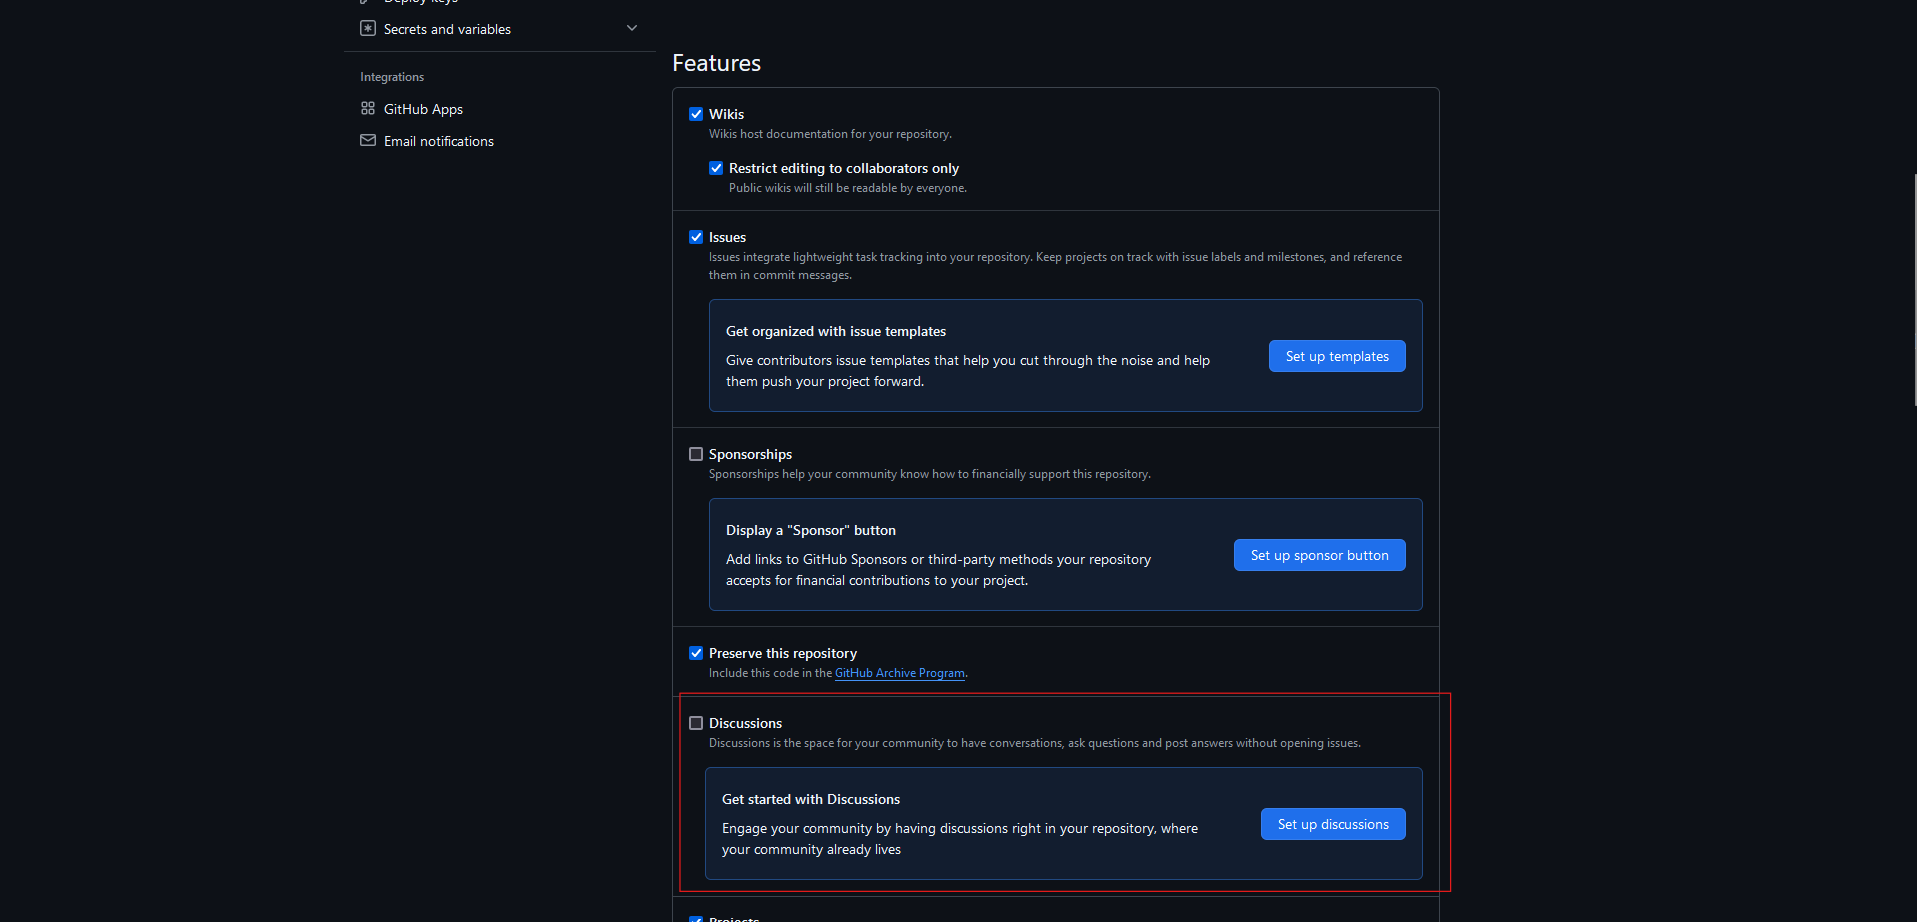 Deploy keys
Secrets and variables
Integrations
GitHub Apps
Email notifications
Features
Wikis
Wikis host documentation for your repository.
Restrict editing to collaborators only
Public wikis will still be readable by everyone.
Issues
Issues integrate lightweight task tracking into your repository. Keep projects on track with issue labels and milestones, and reference
them in commit messages.
Get organized with issue templates
Give contributors issue templates that help you cut through the noise and help
them push your project forward.
Set up templates
Sponsorships
Sponsorships help your community know how to financially support this repository.
Display a "Sponsor" button
Add links to GitHub Sponsors or third-party methods your repository
accepts for financial contributions to your project.
Set up sponsor button
Preserve this repository
Include this code in the GitHub Archive Program.
Discussions
Discussions is the space for your community to have conversations, ask questions and post answers without opening issues.
Get started with Discussions
Engage your community by having discussions right in your repository, where
your community already lives
Set up discussions
Projects